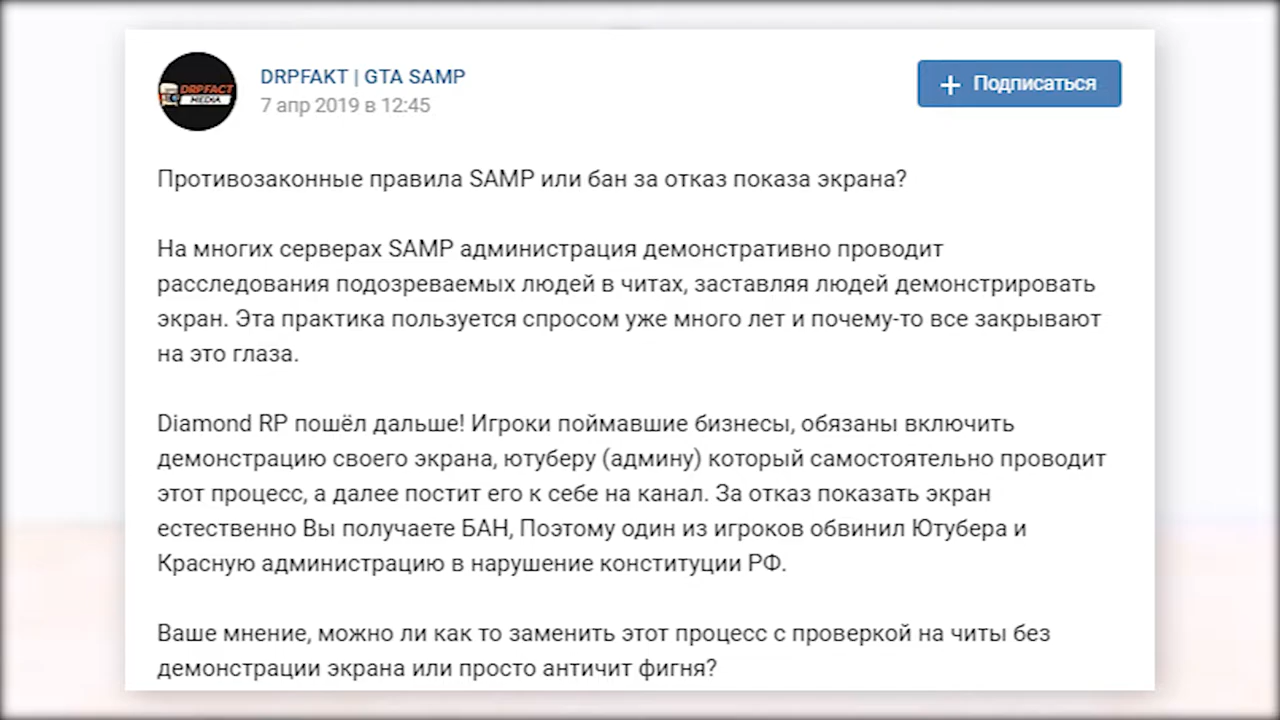 DRPFACT
MEDIA
DRPFAKT | GTA SAMP
7 апр 2019 в 12:45
Подписаться
Противозаконные правила SAMP или бан за отказ показа экрана?
На многих серверах SAMP администрация демонстративно проводит
расследования подозреваемых людей в читах, заставляя людей демонстрировать
экран. Эта практика пользуется спросом уже много лет и почему-то все закрывают
на это глаза.
Diamond RP пошёл дальше! Игроки поймавшие бизнесы, обязаны включить
демонстрацию своего экрана, ютуберу (админу) который самостоятельно проводит
этот процесс, а далее постит его к себе на канал. За отказ показать экран
естественно Вы получаете БАН, Поэтому один из игроков обвинил Ютубера и
Красную администрацию в нарушение конституции РФ.
Ваше мнение, можно ли как то заменить этот процесс с проверкой на читы без
демонстрации экрана или просто античит фигня?